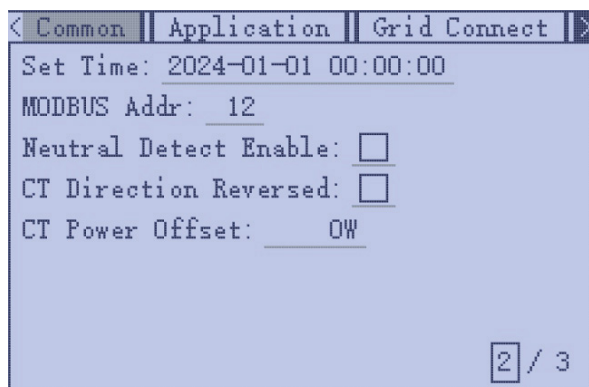 < Common | Application | Grid Connect | >
Set Time: 2024-01-01 00:00:00
MODBUS Addr: 12
Neutral Detect Enable:
CT Direction Reversed:
CT Power Offset: 0W
2 / 3